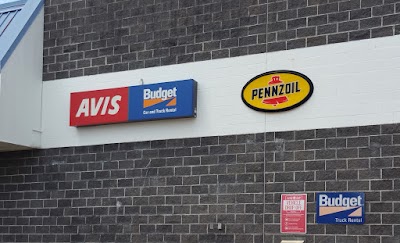 AVIS
Budget
Car and Truck Rental
PENNZOIL
Budget
Truck Rental